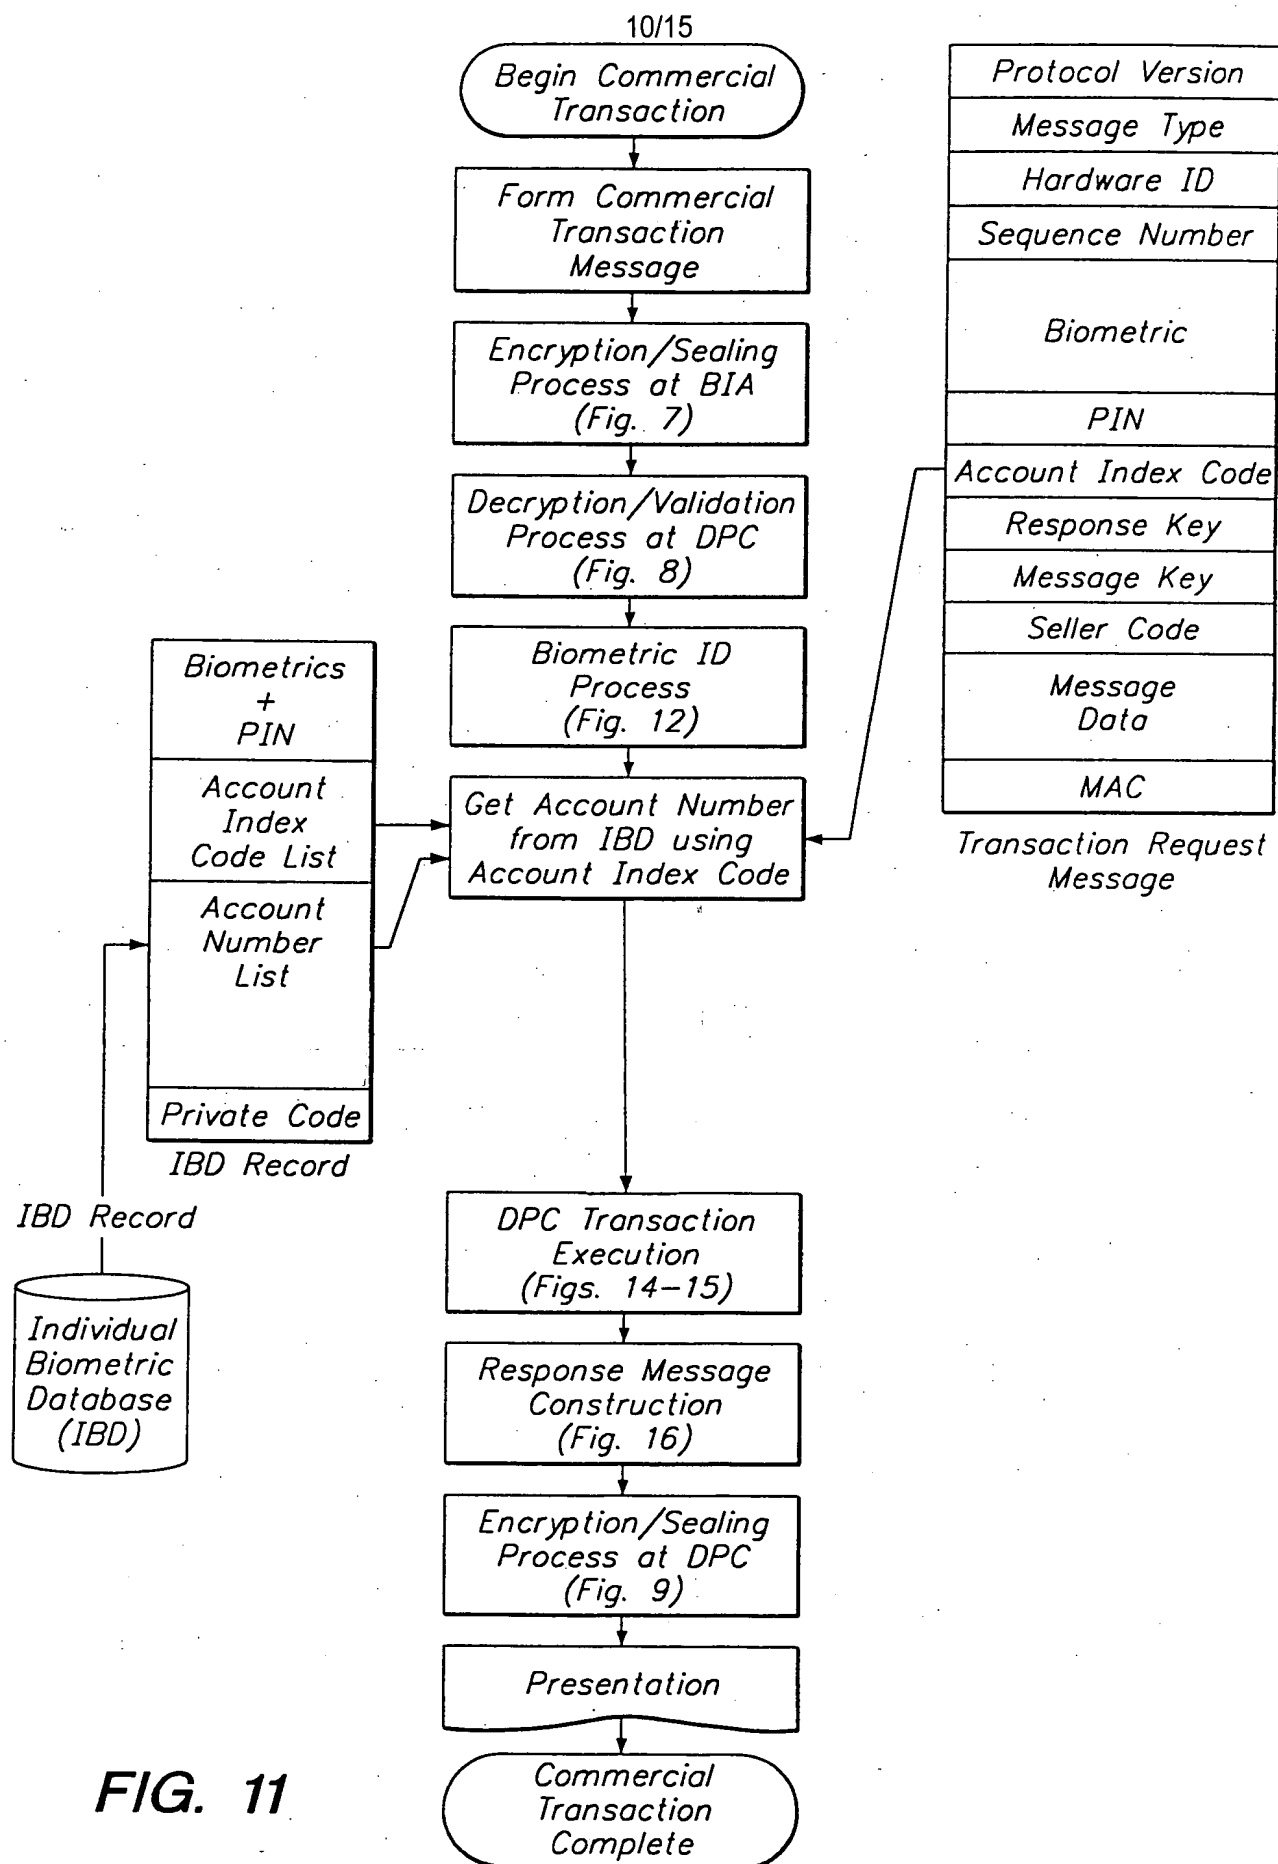 10/15
Begin Commercial
Transaction
Form Commercial
Transaction
Message
Encryption/Sealing
Process at BIA
(Fig. 7)
Decryption/Validation
Process at DPC
(Fig. 8)
Biometric ID
Process
(Fig. 12)
Get Account Number
from IBD using
Account Index Code
DPC Transaction
Execution
(Figs. 14–15)
Response Message
Construction
(Fig. 16)
Encryption/Sealing
Process at DPC
(Fig. 9)
Presentation
Commercial
Transaction
Complete
Protocol Version
Message Type
Hardware ID
Sequence Number
Biometric
PIN
Account Index Code
Response Key
Message Key
Seller Code
Message
Data
MAC
Transaction Request
Message
Biometrics
+
PIN
Account
Index
Code List
Account
Number
List
Private Code
IBD Record
IBD Record
Individual
Biometric
Database
(IBD)
FIG. 11